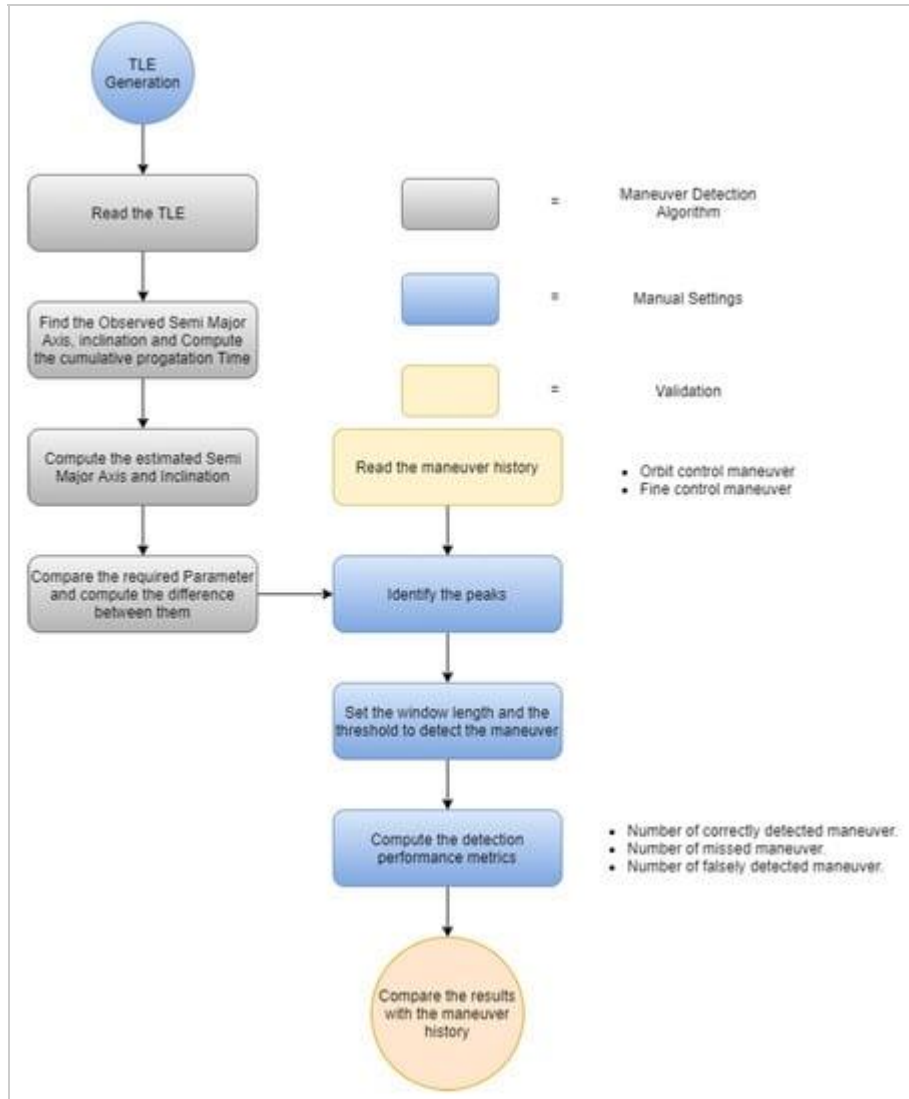 TLE
Generation
Read the TLE
Find the Observed Semi Major
Axis, inclination and Compute
the cumulative progatation Time
Compute the estimated Semi
Major Axis and Inclination
Compare the required Parameter
and compute the difference
between them
=
Maneuver Detection
Algorithm
=
Manual Settings
=
Validation
Read the maneuver history
• Orbit control maneuver
• Fine control maneuver
Identify the peaks
Set the window length and the
threshold to detect the maneuver
Compute the detection
performance metrics
• Number of correctly detected maneuver.
• Number of missed maneuver.
• Number of falsely detected maneuver.
Compare the results
with the maneuver
history